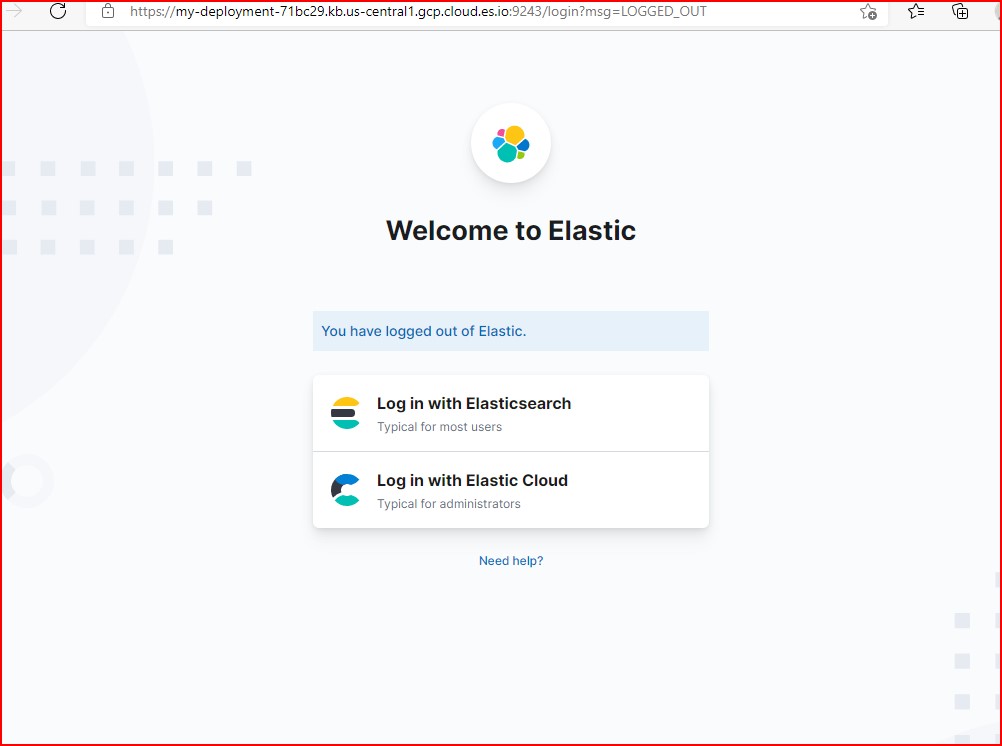 https://my-deployment-71bc29.kb.us-central1.gcp.cloud.es.io:9243/login?msg=LOGGED_OUT
Welcome to Elastic
You have logged out of Elastic.
Log in with Elasticsearch
Typical for most users
Log in with Elastic Cloud
Typical for administrators
Need help?